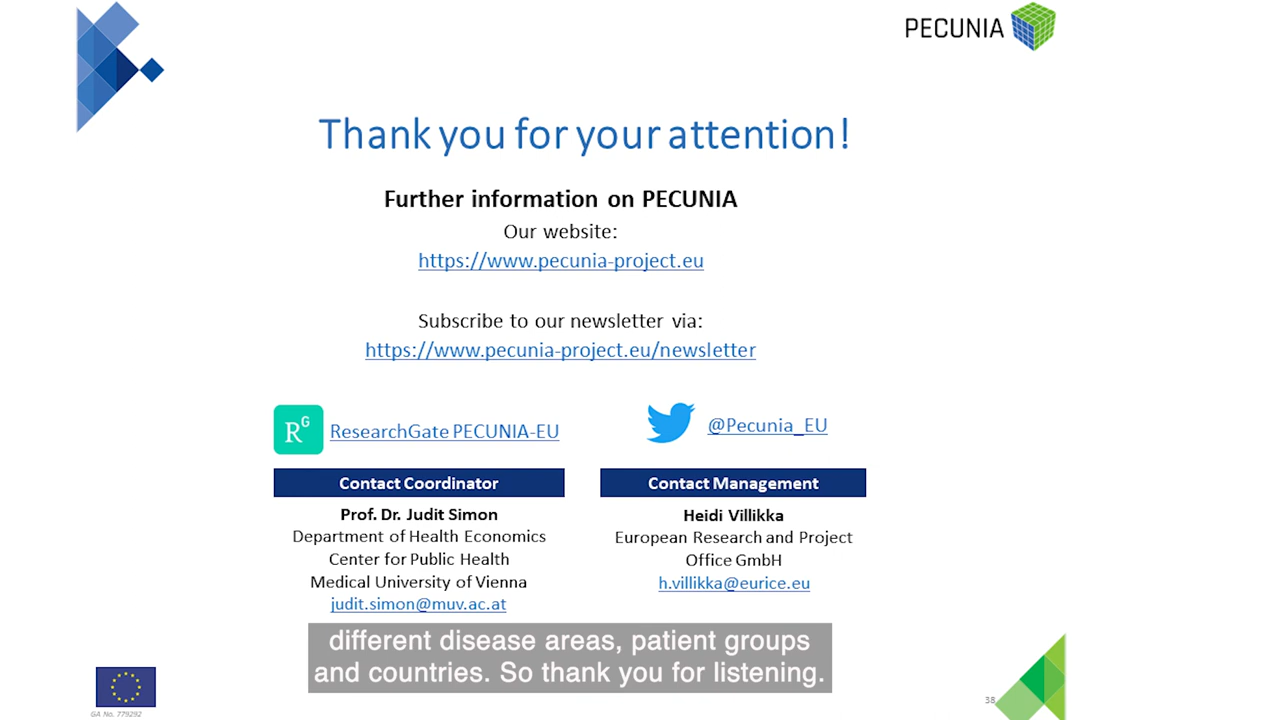 PECUNIA
Thank you for your attention!
Further information on PECUNIA
Our website:
https://www.pecunia-project.eu
Subscribe to our newsletter via:
https://www.pecunia-project.eu/newsletter
RG
ResearchGate PECUNIA-EU
@Pecunia_EU
Contact Coordinator
Prof. Dr. Judit Simon
Department of Health Economics
Center for Public Health
Medical University of Vienna
judit.simon@muv.ac.at
Contact Management
Heidi Villikka
European Research and Project
Office GmbH
h.villikka@eurice.eu
different disease areas, patient groups
and countries. So thank you for listening.
GA No. 779292
38